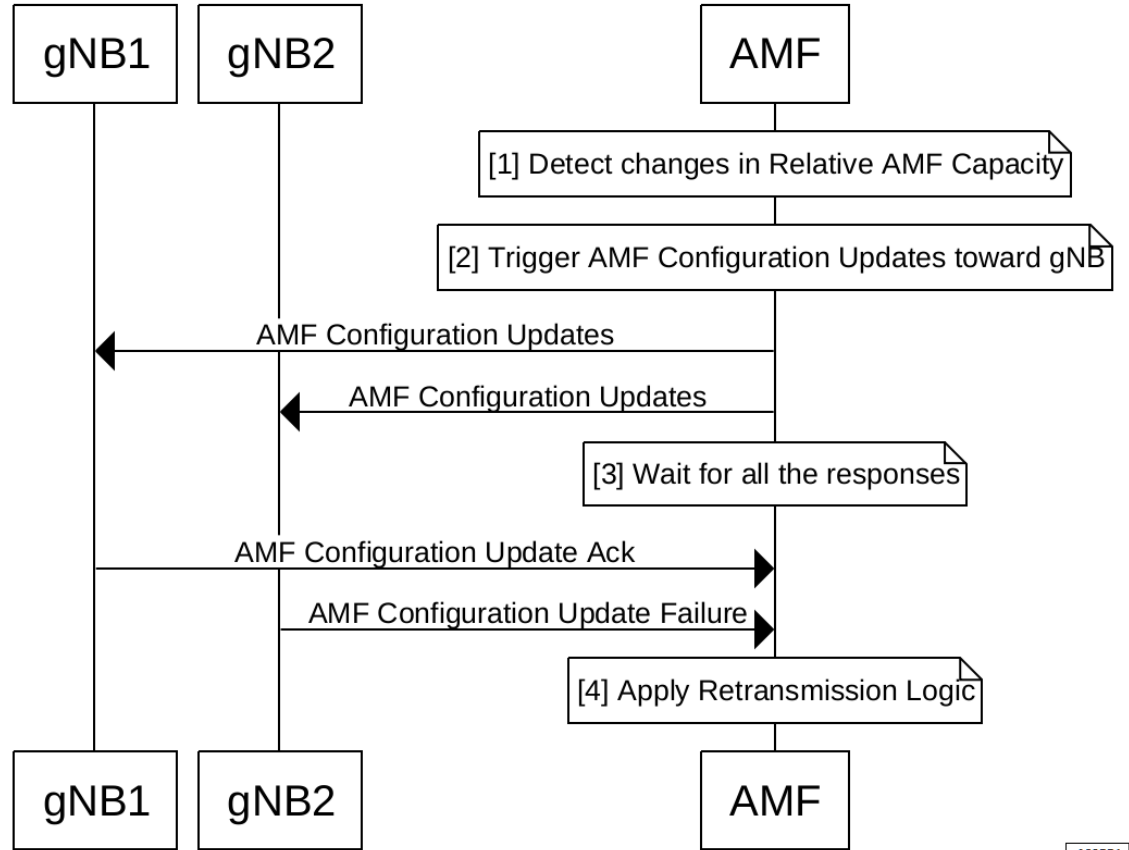 gNB1 gNB2 AMF
[1] Detect changes in Relative AMF Capacity
[2] Trigger AMF Configuration Updates toward gNB
AMF Configuration Updates
AMF Configuration Updates
[3] Wait for all the responses
AMF Configuration Update Ack
AMF Configuration Update Failure
[4] Apply Retransmission Logic
gNB1 gNB2 AMF